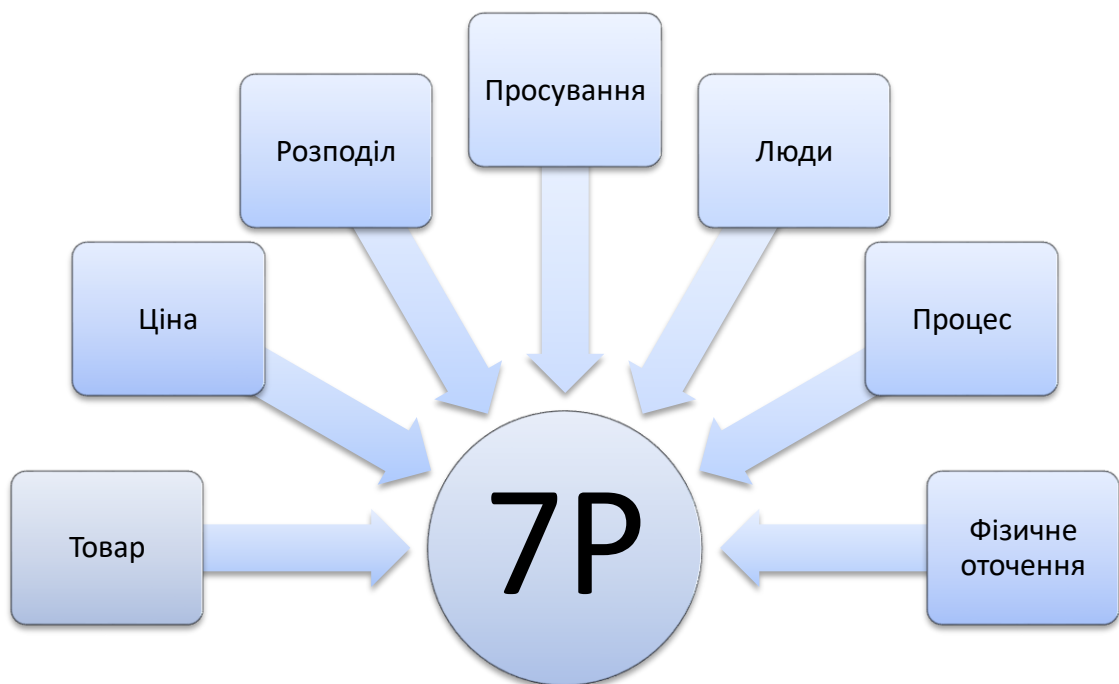 Просування
Розподіл
Люди
Ціна
Процес
Товар
7P
Фізичне
оточення